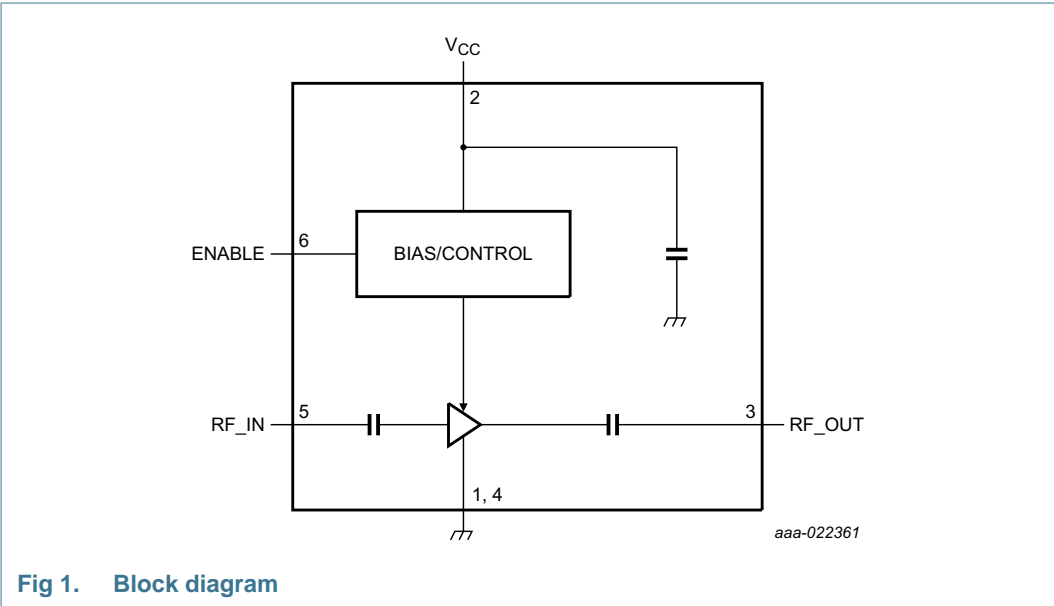 VCC
2
ENABLE
6
BIAS/CONTROL
RF_IN
5
3
RF_OUT
1, 4
aaa-022361
Fig 1. Block diagram